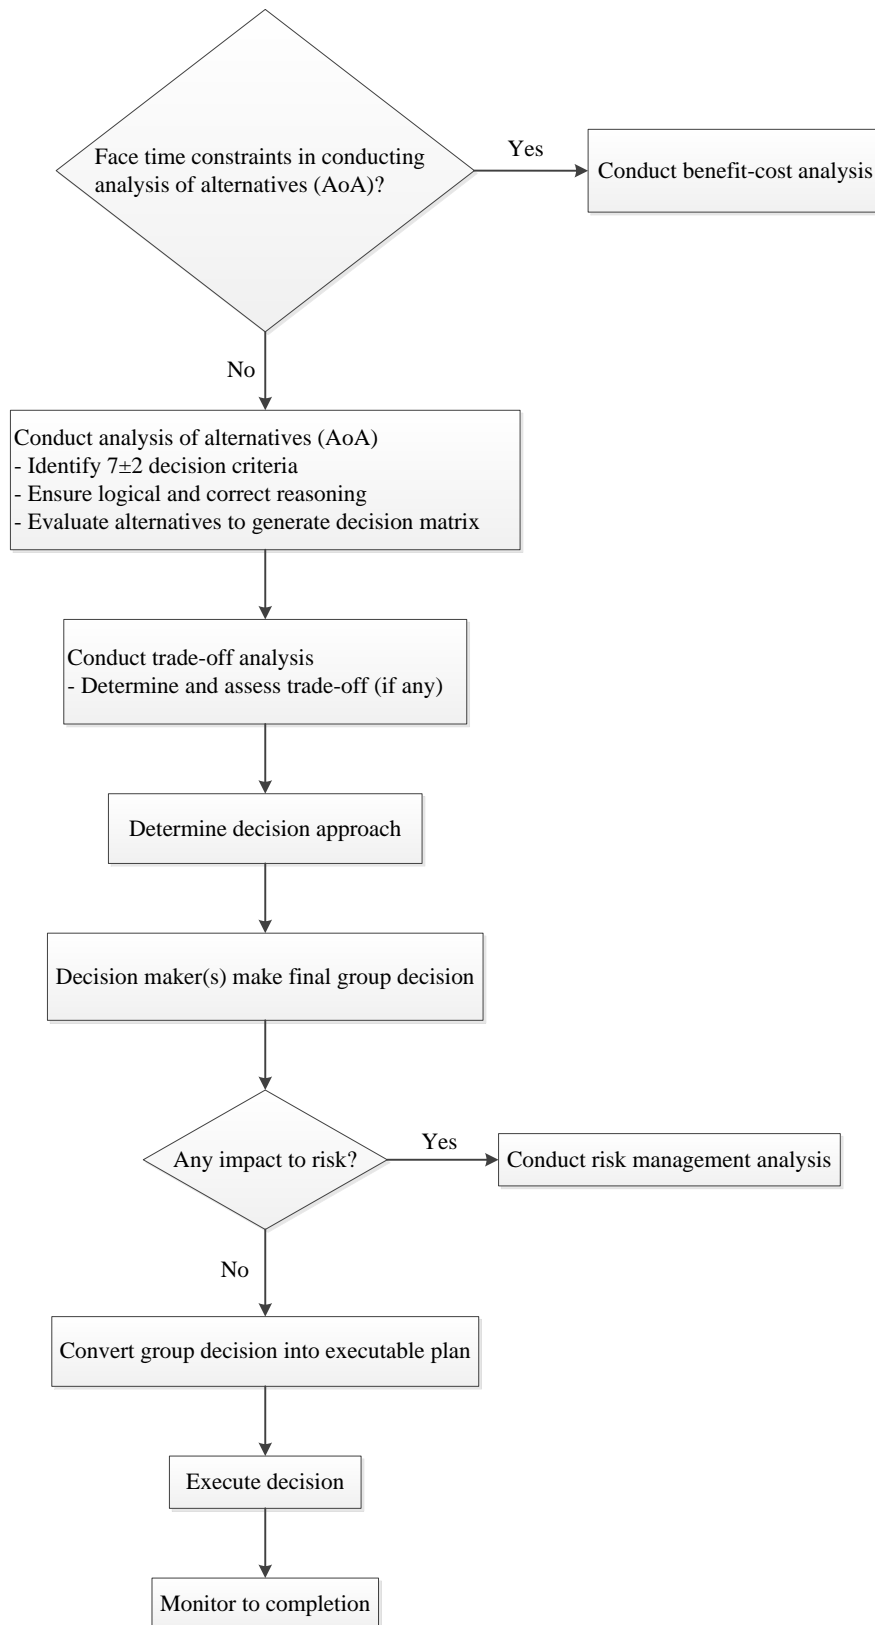 Face time constraints in conducting
analysis of alternatives (AoA)?
Yes
Conduct benefit-cost analysis
No
Conduct analysis of alternatives (AoA)
- Identify 7±2 decision criteria
- Ensure logical and correct reasoning
- Evaluate alternatives to generate decision matrix
Conduct trade-off analysis
- Determine and assess trade-off (if any)
Determine decision approach
Decision maker(s) make final group decision
Any impact to risk?
Yes
Conduct risk management analysis
No
Convert group decision into executable plan
Execute decision
Monitor to completion